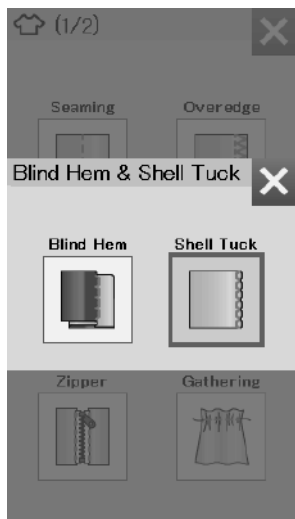 (1/2)
Seaming Overedge
Blind Hem & Shell Tuck
Blind Hem Shell Tuck
Zipper Gathering